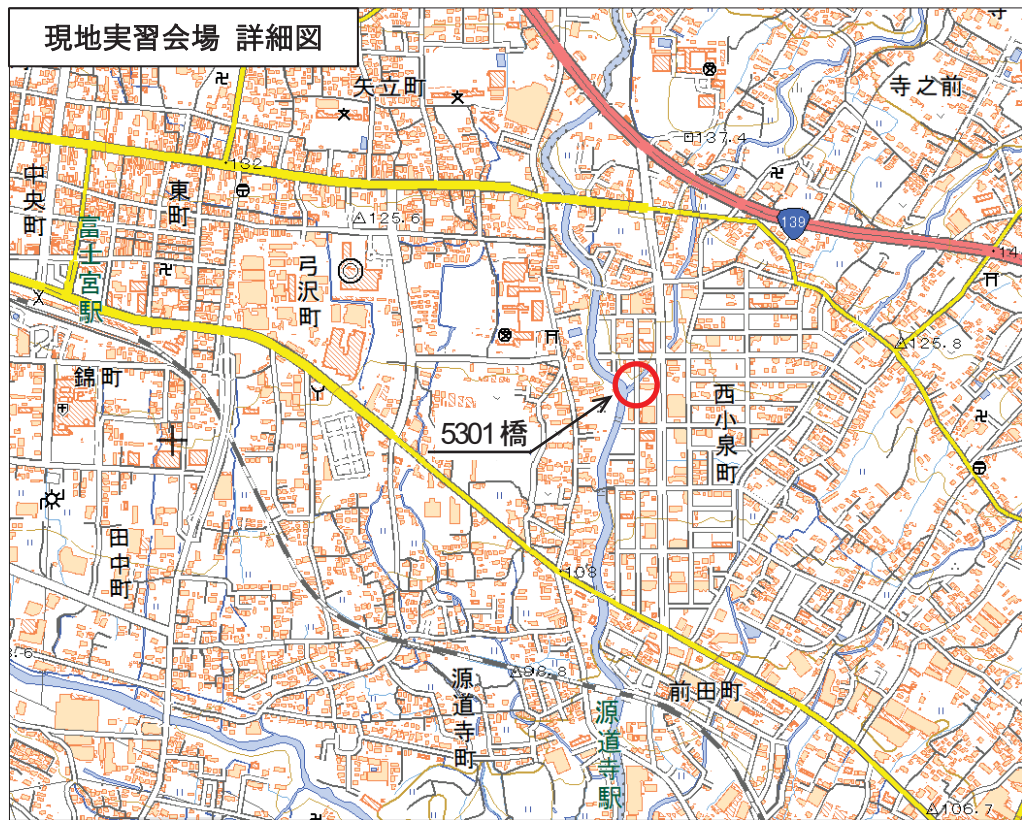 現地実習会場 詳細図
矢立町
寺之前
137.4
132
中央町
東町
富士宮駅
125.6
139
弓沢町
125.8
錦町
西小泉町
5301橋
田中町
108
98.8
源道寺町
前田町
源道寺駅
106.7